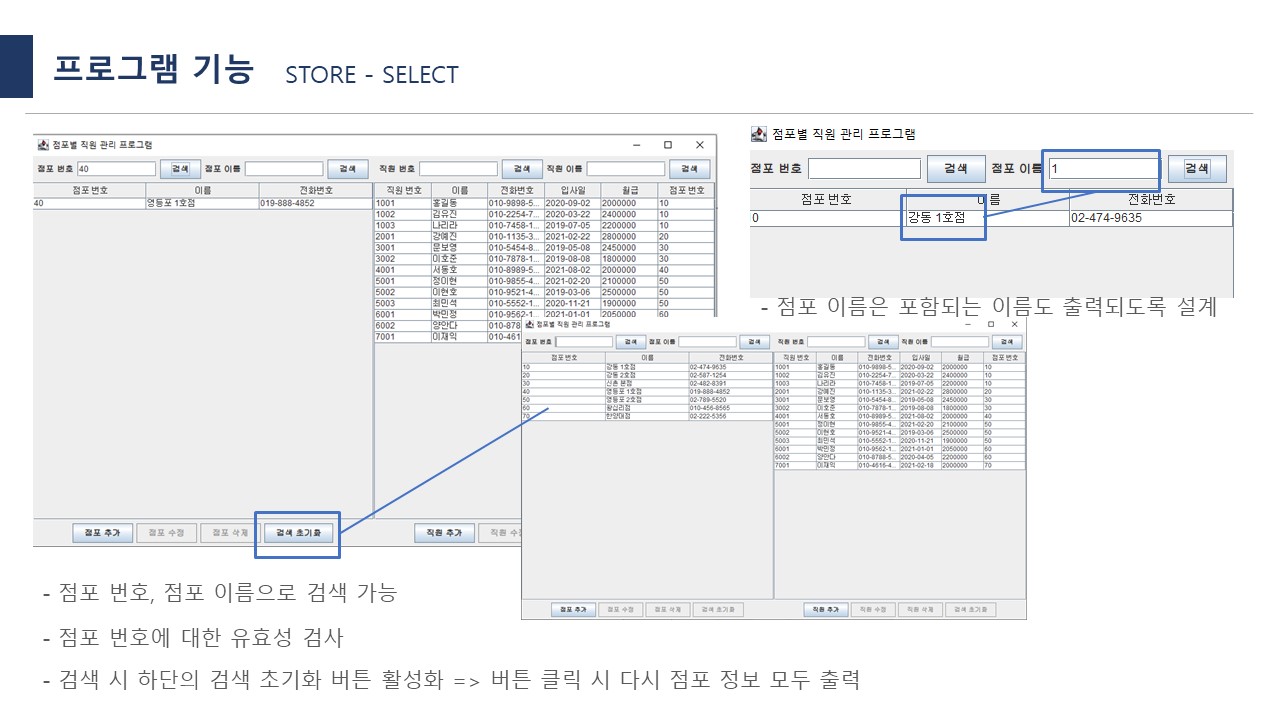 프로그램 기능 STORE - SELECT
점포별 직원 관리 프로그램
점포 번호 40 검색 점포 이름 검색 직원 번호 검색 직원 이름 검색
점포번호 이름 전화번호 직원 번호 이름 전화번호 입사일 월급 점포 번호
40 영등포 1호점 019-888-4852 1001 홍길동 010-9898-5... 2020-09-02 2000000 10
1002 김유진 010-2254-7... 2020-03-22 2400000 10
1003 나리라 010-7458-1... 2019-07-05 2200000 10
2001 강예진 010-1135-3... 2021-02-22 2800000 20
3001 문보영 010-5454-8... 2019-05-08 2450000 30
3002 이호준 010-7878-1... 2019-08-08 1800000 30
4001 서동호 010-8989-5... 2021-08-02 2000000 40
5001 정미현 010-9855-4... 2021-02-20 2100000 50
5002 이현호 010-9521-4... 2019-03-06 2500000 50
5003 최민석 010-5552-1... 2020-11-21 1900000 50
6001 박민정 010-9562-1... 2021-01-01 2050000 60
6002 양안다 010-878
7001 이재익 010-461
점포 추가 점포 수정 점포 삭제 검색 초기화 직원 추가 직원 수정
점포별 직원 관리 프로그램
점포 번호 검색 점포 이름 1 검색
점포번호 이름 전화번호
0 강동 1호점 02-474-9635
- 점포 이름은 포함되는 이름도 출력되도록 설계
점포별 직원 관리 프로그램
점포 번호 검색 점포 이름 검색 직원 번호 검색 직원 이름 검색
점포번호 이름 전화번호 직원 번호 이름 전화번호 입사일 월급 점포 번호
10 강동 1호점 02-474-9635 1001 홍길동 010-9898-5... 2020-09-02 2000000 10
20 강동 2호점 02-587-1254 1002 김유진 010-2254-7... 2020-03-22 2400000 10
30 신촌 본점 02-482-8391 1003 나리라 010-7458-1... 2019-07-05 2200000 10
40 영등포 1호점 019-888-4852 2001 강예진 010-1135-3... 2021-02-22 2800000 20
50 영등포 2호점 02-789-5520 3001 문보영 010-5454-8... 2019-05-08 2450000 30
60 왕십리점 010-456-8565 3002 이호준 010-7878-1... 2019-08-08 1800000 30
70 한양대점 02-222-5356 4001 서동호 010-8989-5... 2021-08-02 2000000 40
5001 정미현 010-9855-4... 2021-02-20 2100000 50
5002 이현호 010-9521-4... 2019-03-06 2500000 50
5003 최민석 010-5552-1... 2020-11-21 1900000 50
6001 박민정 010-9562-1... 2021-01-01 2050000 60
6002 양안다 010-8788-5... 2020-04-05 2200000 60
7001 이재익 010-4616-4... 2021-02-18 2000000 70
점포 추가 점포 수정 점포 삭제 검색 초기화 직원 추가 직원 수정 직원 삭제 검색 초기화
- 점포 번호, 점포 이름으로 검색 가능
- 점포 번호에 대한 유효성 검사
- 검색 시 하단의 검색 초기화 버튼 활성화 => 버튼 클릭 시 다시 점포 정보 모두 출력